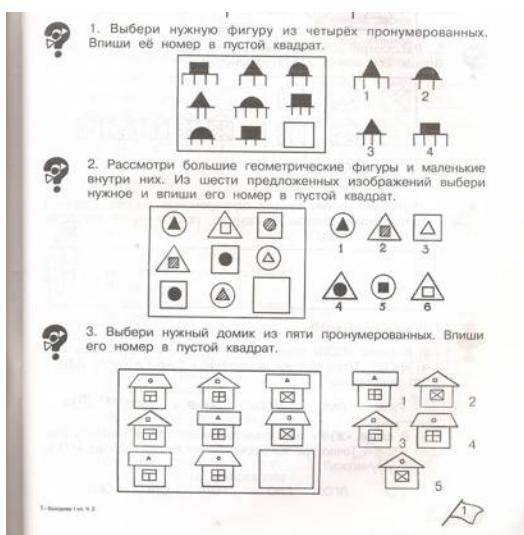 1. Выбери нужную фигуру из четырёх пронумерованных.
Впиши её номер в пустой квадрат.
1 2
3 4
2. Рассмотри большие геометрические фигуры и маленькие
внутри них. Из шести предложенных изображений выбери
нужное и впиши его номер в пустой квадрат.
1 2 3
4 5 6
3. Выбери нужный домик из пяти пронумерованных. Впиши
его номер в пустой квадрат.
1 2
3 4
5
1